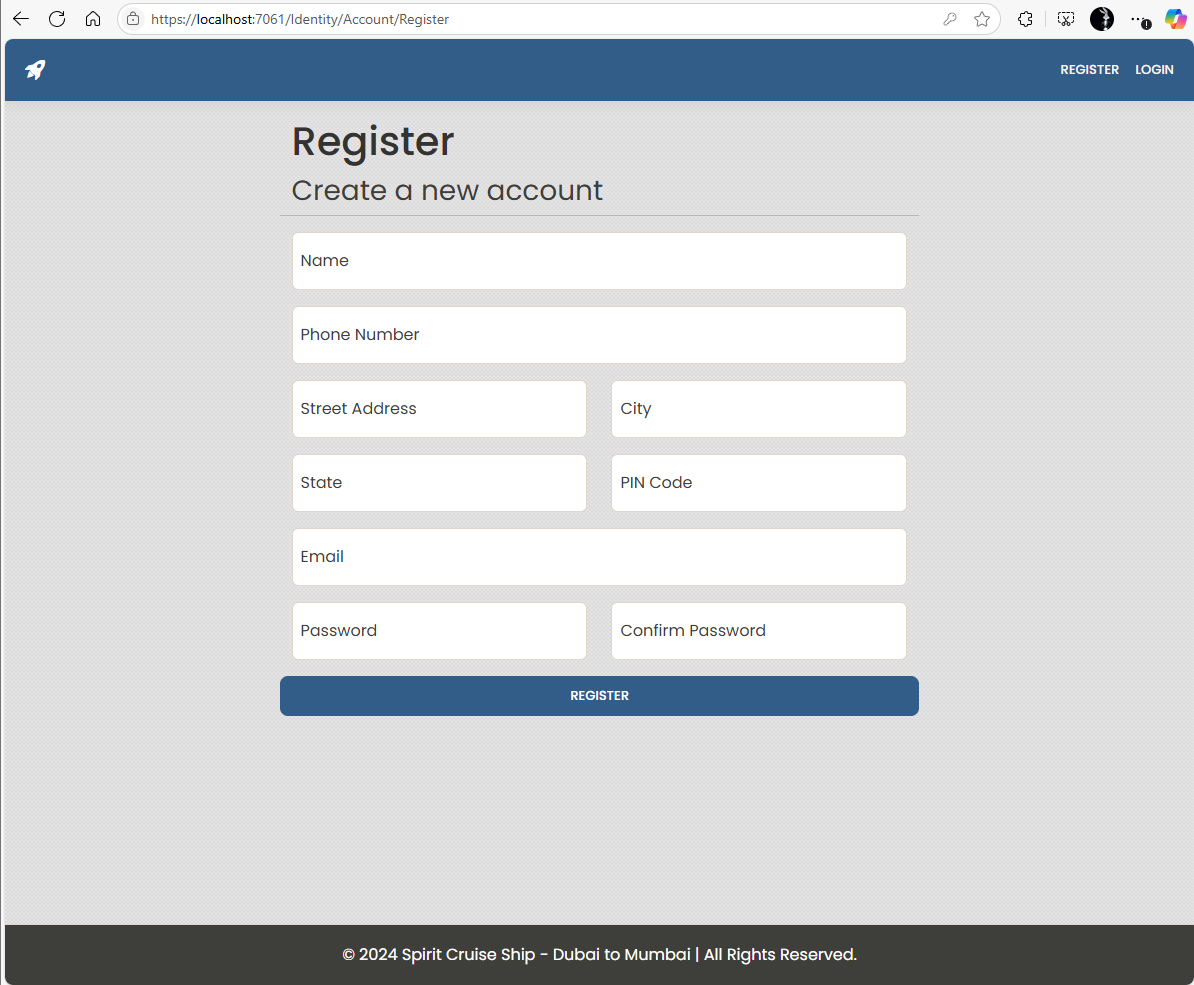 https://localhost:7061/Identity/Account/Register
REGISTER LOGIN
Register
Create a new account
Name
Phone Number
Street Address City
State PIN Code
Email
Password Confirm Password
REGISTER
© 2024 Spirit Cruise Ship - Dubai to Mumbai | All Rights Reserved.